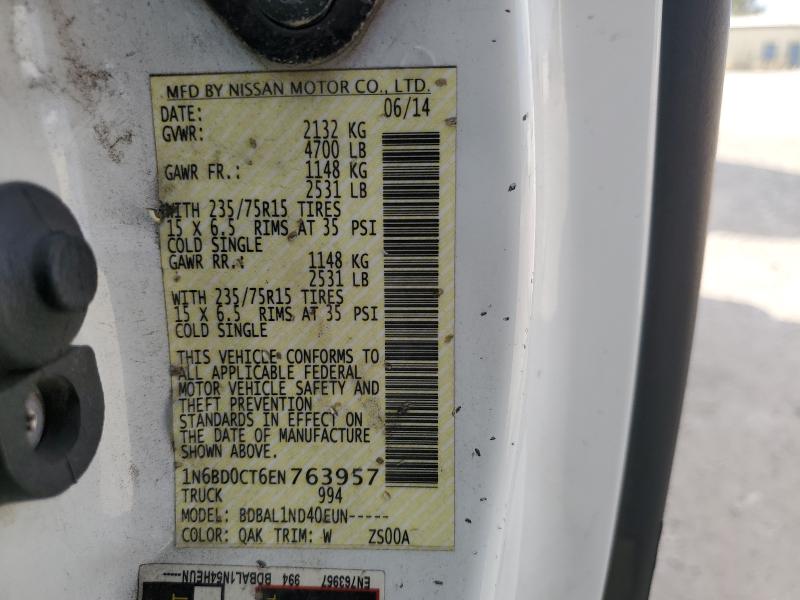 MFD BY NISSAN MOTOR CO., LTD.
DATE: 06/14
GVWR: 2132 KG
4700 LB
GAWR FR.: 1148 KG
2531 LB
WITH 235/75R15 TIRES
15 X 6.5 RIMS AT 35 PSI
COLD SINGLE
GAWR RR.: 1148 KG
2531 LB
WITH 235/75R15 TIRES
15 X 6.5 RIMS AT 35 PSI
COLD SINGLE
THIS VEHICLE CONFORMS TO
ALL APPLICABLE FEDERAL
MOTOR VEHICLE SAFETY AND
THEFT PREVENTION
STANDARDS IN EFFECT ON
THE DATE OF MANUFACTURE
SHOWN ABOVE.
1N6BD0CT6EN763957
TRUCK 994
MODEL: BDBAL1ND40EUN-----
COLOR: QAK TRIM: W ZS00A
EN763967 994 BDBAL1N54HEUN-----